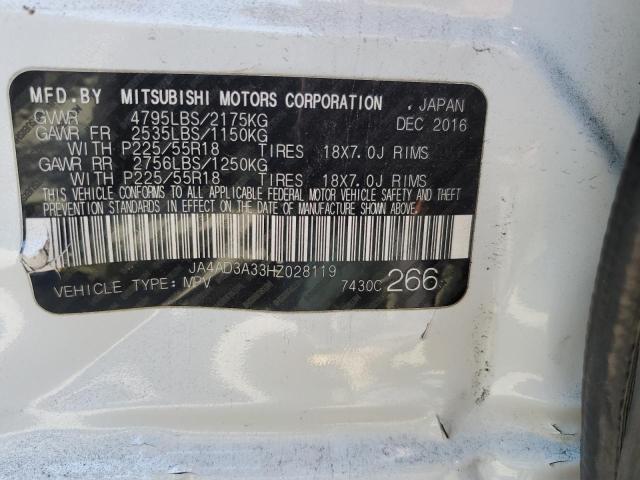 MFD.BY MITSUBISHI MOTORS CORPORATION . JAPAN
GVWR 4795LBS/2175KG DEC 2016
GAWR FR 2535LBS/1150KG
WITH P225/55R18 TIRES 18X7.0J RIMS
GAWR RR 2756LBS/1250KG
WITH P225/55R18 TIRES 18X7.0J RIMS
THIS VEHICLE CONFORMS TO ALL APPLICABLE FEDERAL MOTOR VEHICLE SAFETY AND THEFT
PREVENTION STANDARDS IN EFFECT ON THE DATE OF MANUFACTURE SHOWN ABOVE.
JA4AD3A33HZ028119
VEHICLE TYPE: MPV 7430C 266